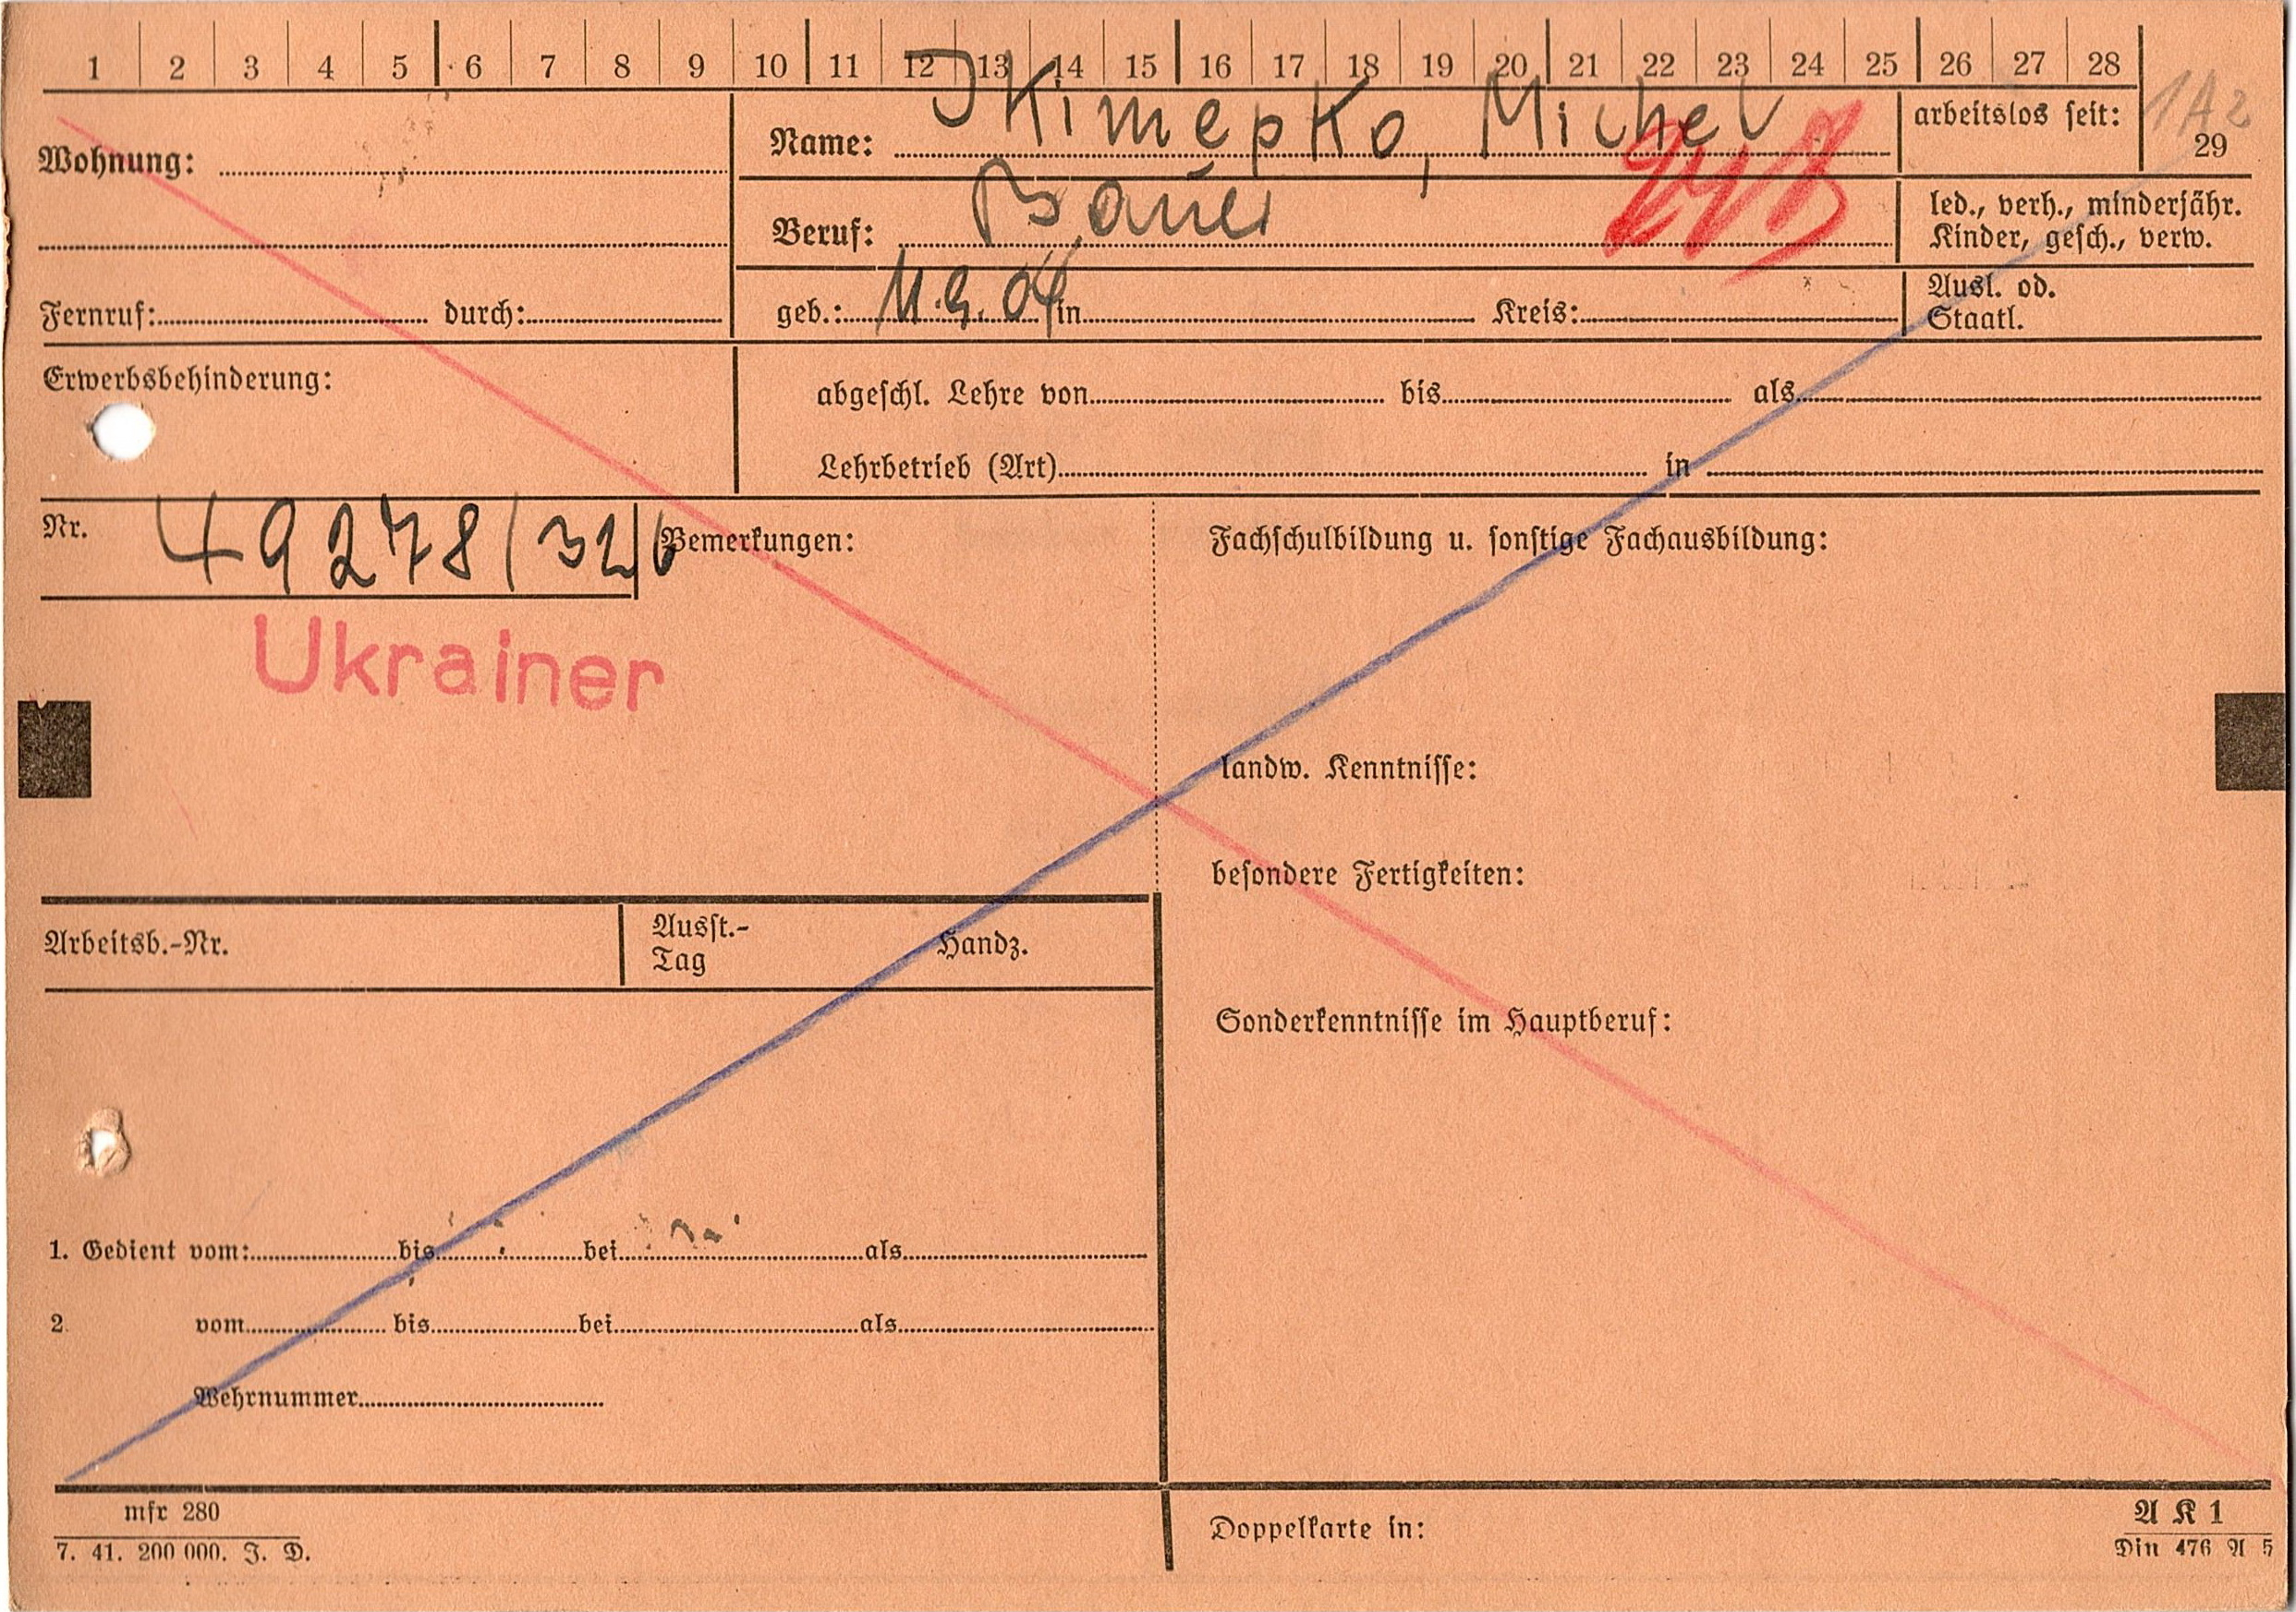 1 2 3 4 5 6 7 8 9 10 11 12 13 14 15 16 17 18 19 20 21 22 23 24 25 26 27 28
1A2
29
Wohnung:
Name: Michel
arbeitslos seit:
Beruf: Bauer
led., verh., minderjähr.
Kinder, gesch., verw.
Fernruf: durch:
geb.: 11.9.04 in Kreis:
Ausl. od.
Staatl.
Erwerbsbehinderung:
abgeschl. Lehre von bis als
Lehrbetrieb (Art) in
Nr. 49278/326
Bemerkungen:
Fachschulbildung u. sonstige Fachausbildung:
Ukrainer
landw. Kenntnisse:
besondere Fertigkeiten:
Arbeitsb.-Nr.
Ausst.-
Tag
Handz.
Sonderkenntnisse im Hauptberuf:
1. Gedient vom: bis bei als
2. vom bis bei als
Wehrnummer
mfr 280
7. 41. 200 000. J. D.
Doppelkarte in:
A K 1
Din 476 A 5